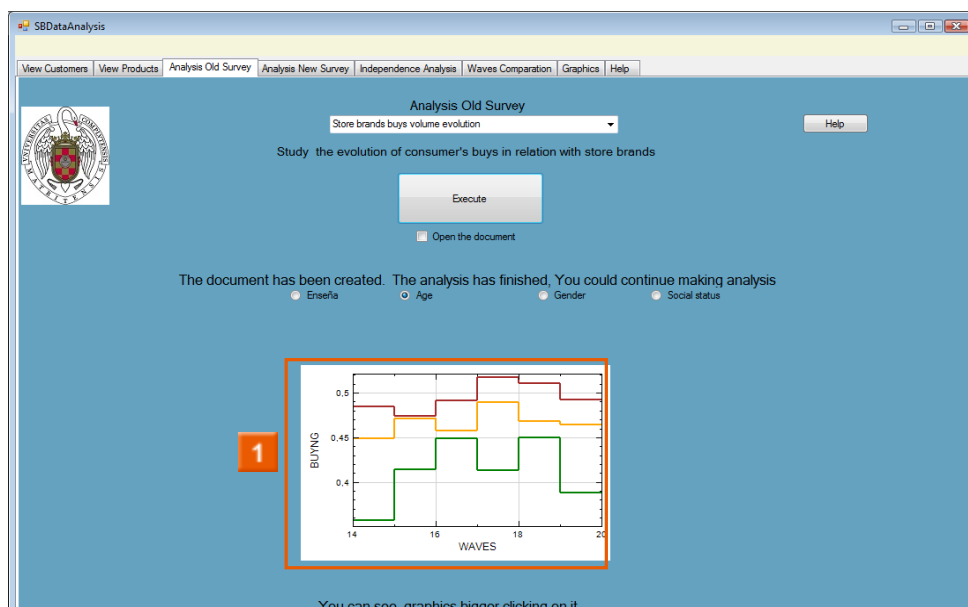 SBDataAnalysis
View Customers View Products Analysis Old Survey Analysis New Survey Independence Analysis Waves Comparation Graphics Help
Analysis Old Survey
Store brands buys volume evolution
Help
Study the evolution of consumer's buys in relation with store brands
UNIVERSITAS COMPLUTENSIS MATRITENSIS
Execute
Open the document
The document has been created. The analysis has finished, You could continue making analysis
Enseña Age Gender Social status
1
BUYNG
0,5
0,45
0,4
14 16 18 20
WAVES
You can see graphics bigger clicking on it